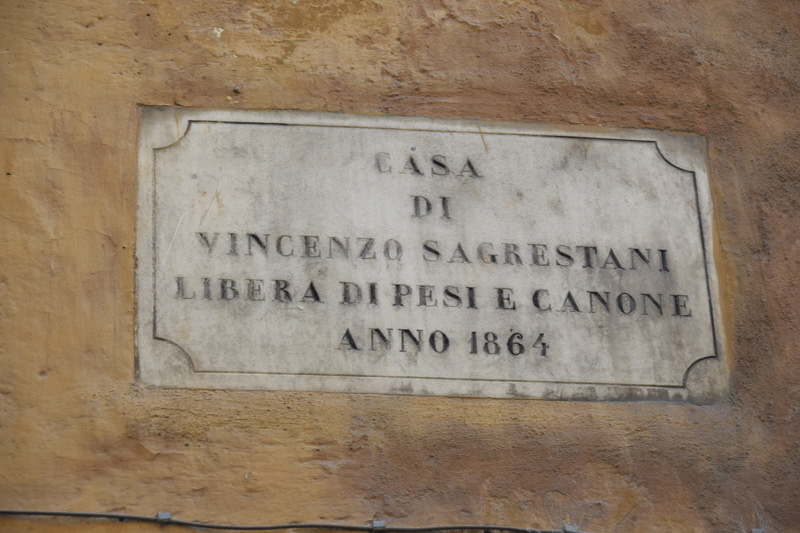 CASA
DI
VINCENZO SAGRESTANI
LIBERA DI PESI E CANONE
ANNO 1864